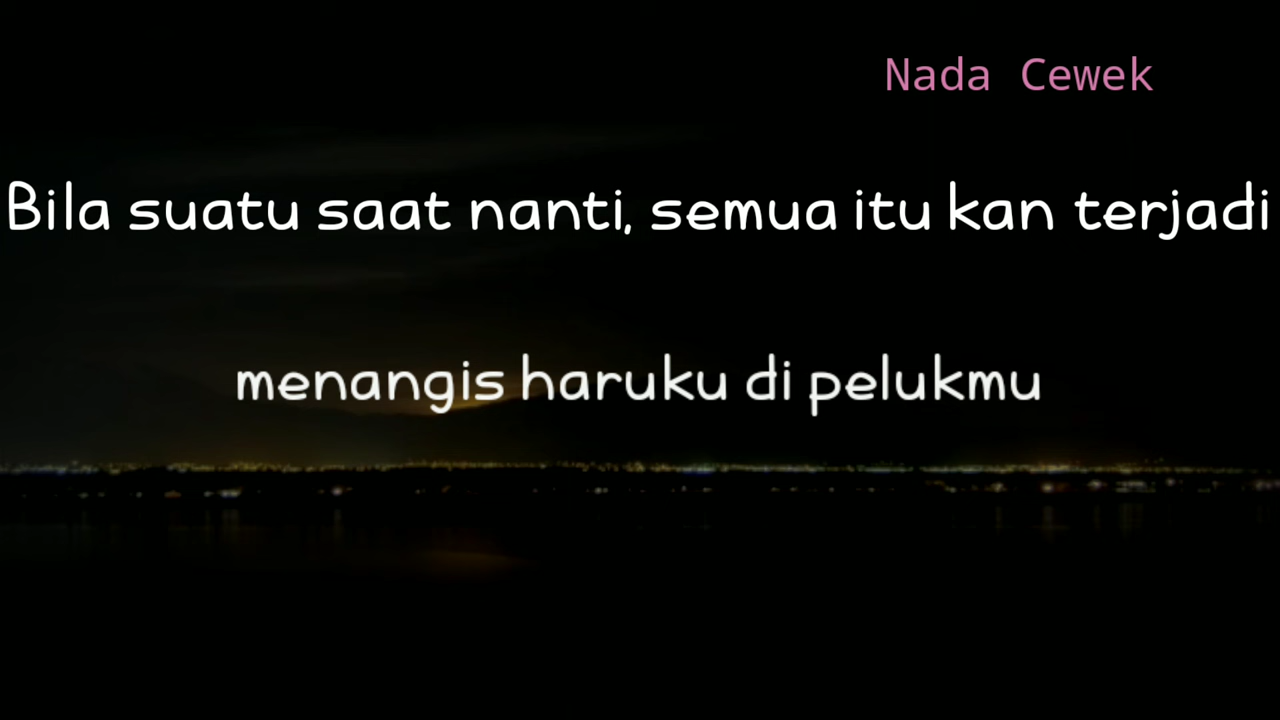 Nada Cewek
Bila suatu saat nanti, semua itu kan terjadi
menangis haruku di pelukmu